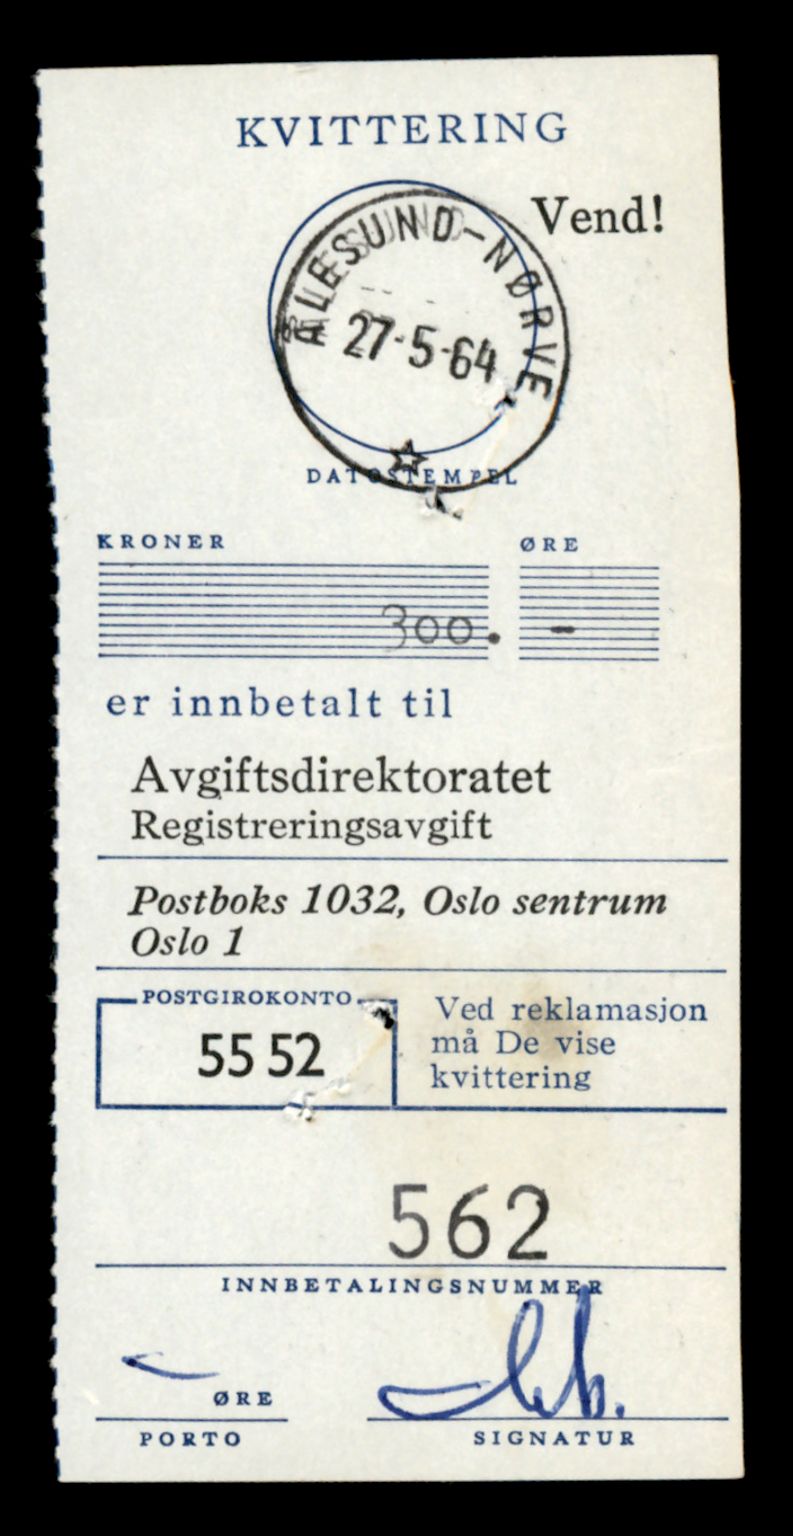 KVITTERING
Vend!
ÅLESUND-NØRVE
27-5-64
DATOSTEMPEL
KRONER ØRE
300. -
er innbetalt til
Avgiftsdirektoratet
Registreringsavgift
Postboks 1032, Oslo sentrum
Oslo 1
POSTGIROKONTO
55 52
Ved reklamasjon
må De vise
kvittering
562
INNBETALINGSNUMMER
ØRE
PORTO
SIGNATUR